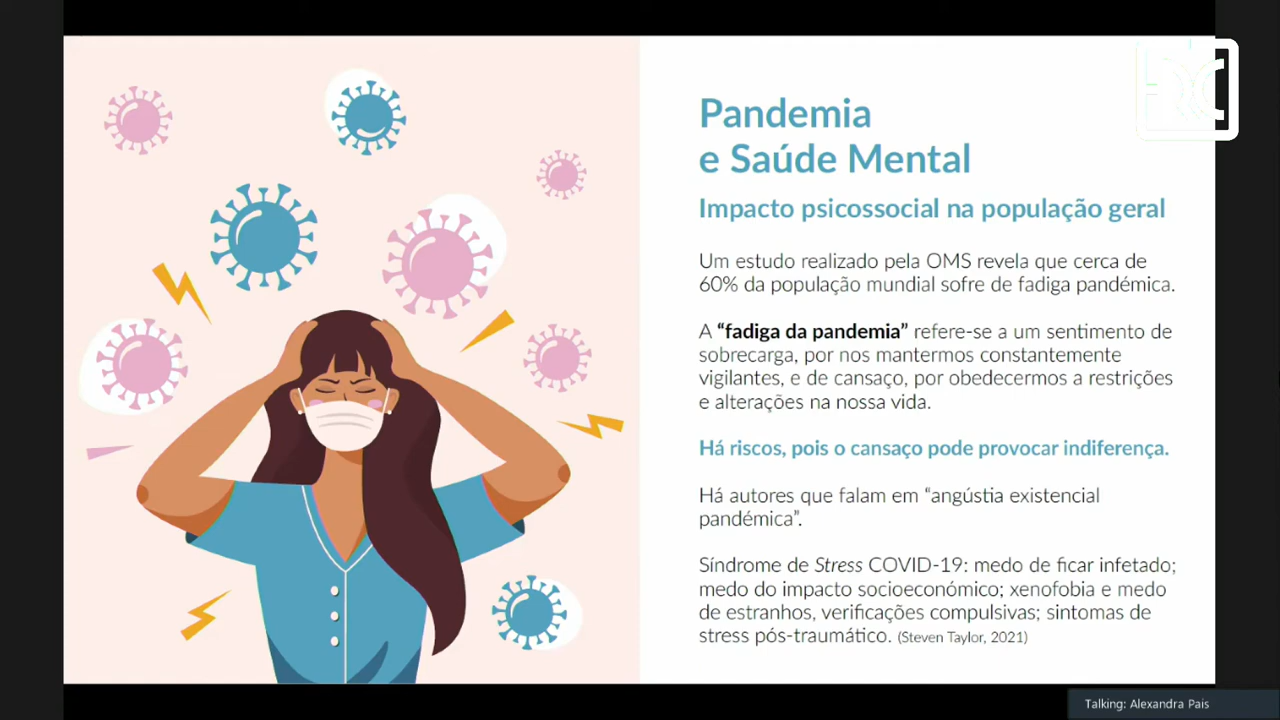 Pandemia
e Saúde Mental
Impacto psicossocial na população geral
Um estudo realizado pela OMS revela que cerca de
60% da população mundial sofre de fadiga pandémica.
A “fadiga da pandemia” refere-se a um sentimento de
sobrecarga, por nos mantermos constantemente
vigilantes, e de cansaço, por obedecermos a restrições
e alterações na nossa vida.
Há riscos, pois o cansaço pode provocar indiferença.
Há autores que falam em “angústia existencial
pandémica”.
Síndrome de Stress COVID-19: medo de ficar infetado;
medo do impacto socioeconómico; xenofobia e medo
de estranhos, verificações compulsivas; sintomas de
stress pós-traumático. (Steven Taylor, 2021)
Talking: Alexandra Pais